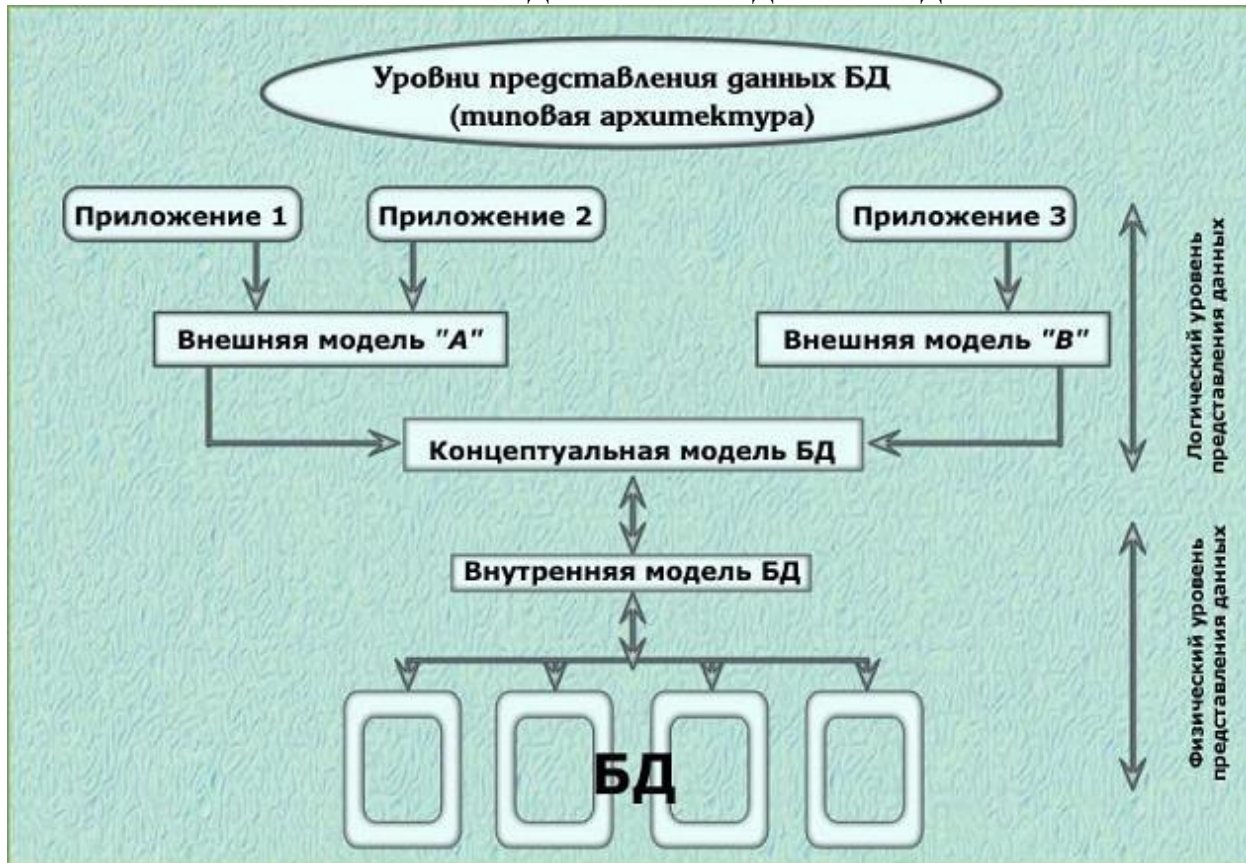 Уровни представления данных БД
(типовая архитектура)
Приложение 1
Приложение 2
Приложение 3
Внешняя модель "A"
Внешняя модель "B"
Концептуальная модель БД
Внутренняя модель БД
БД
Логический уровень
представления данных
Физический уровень
представления данных